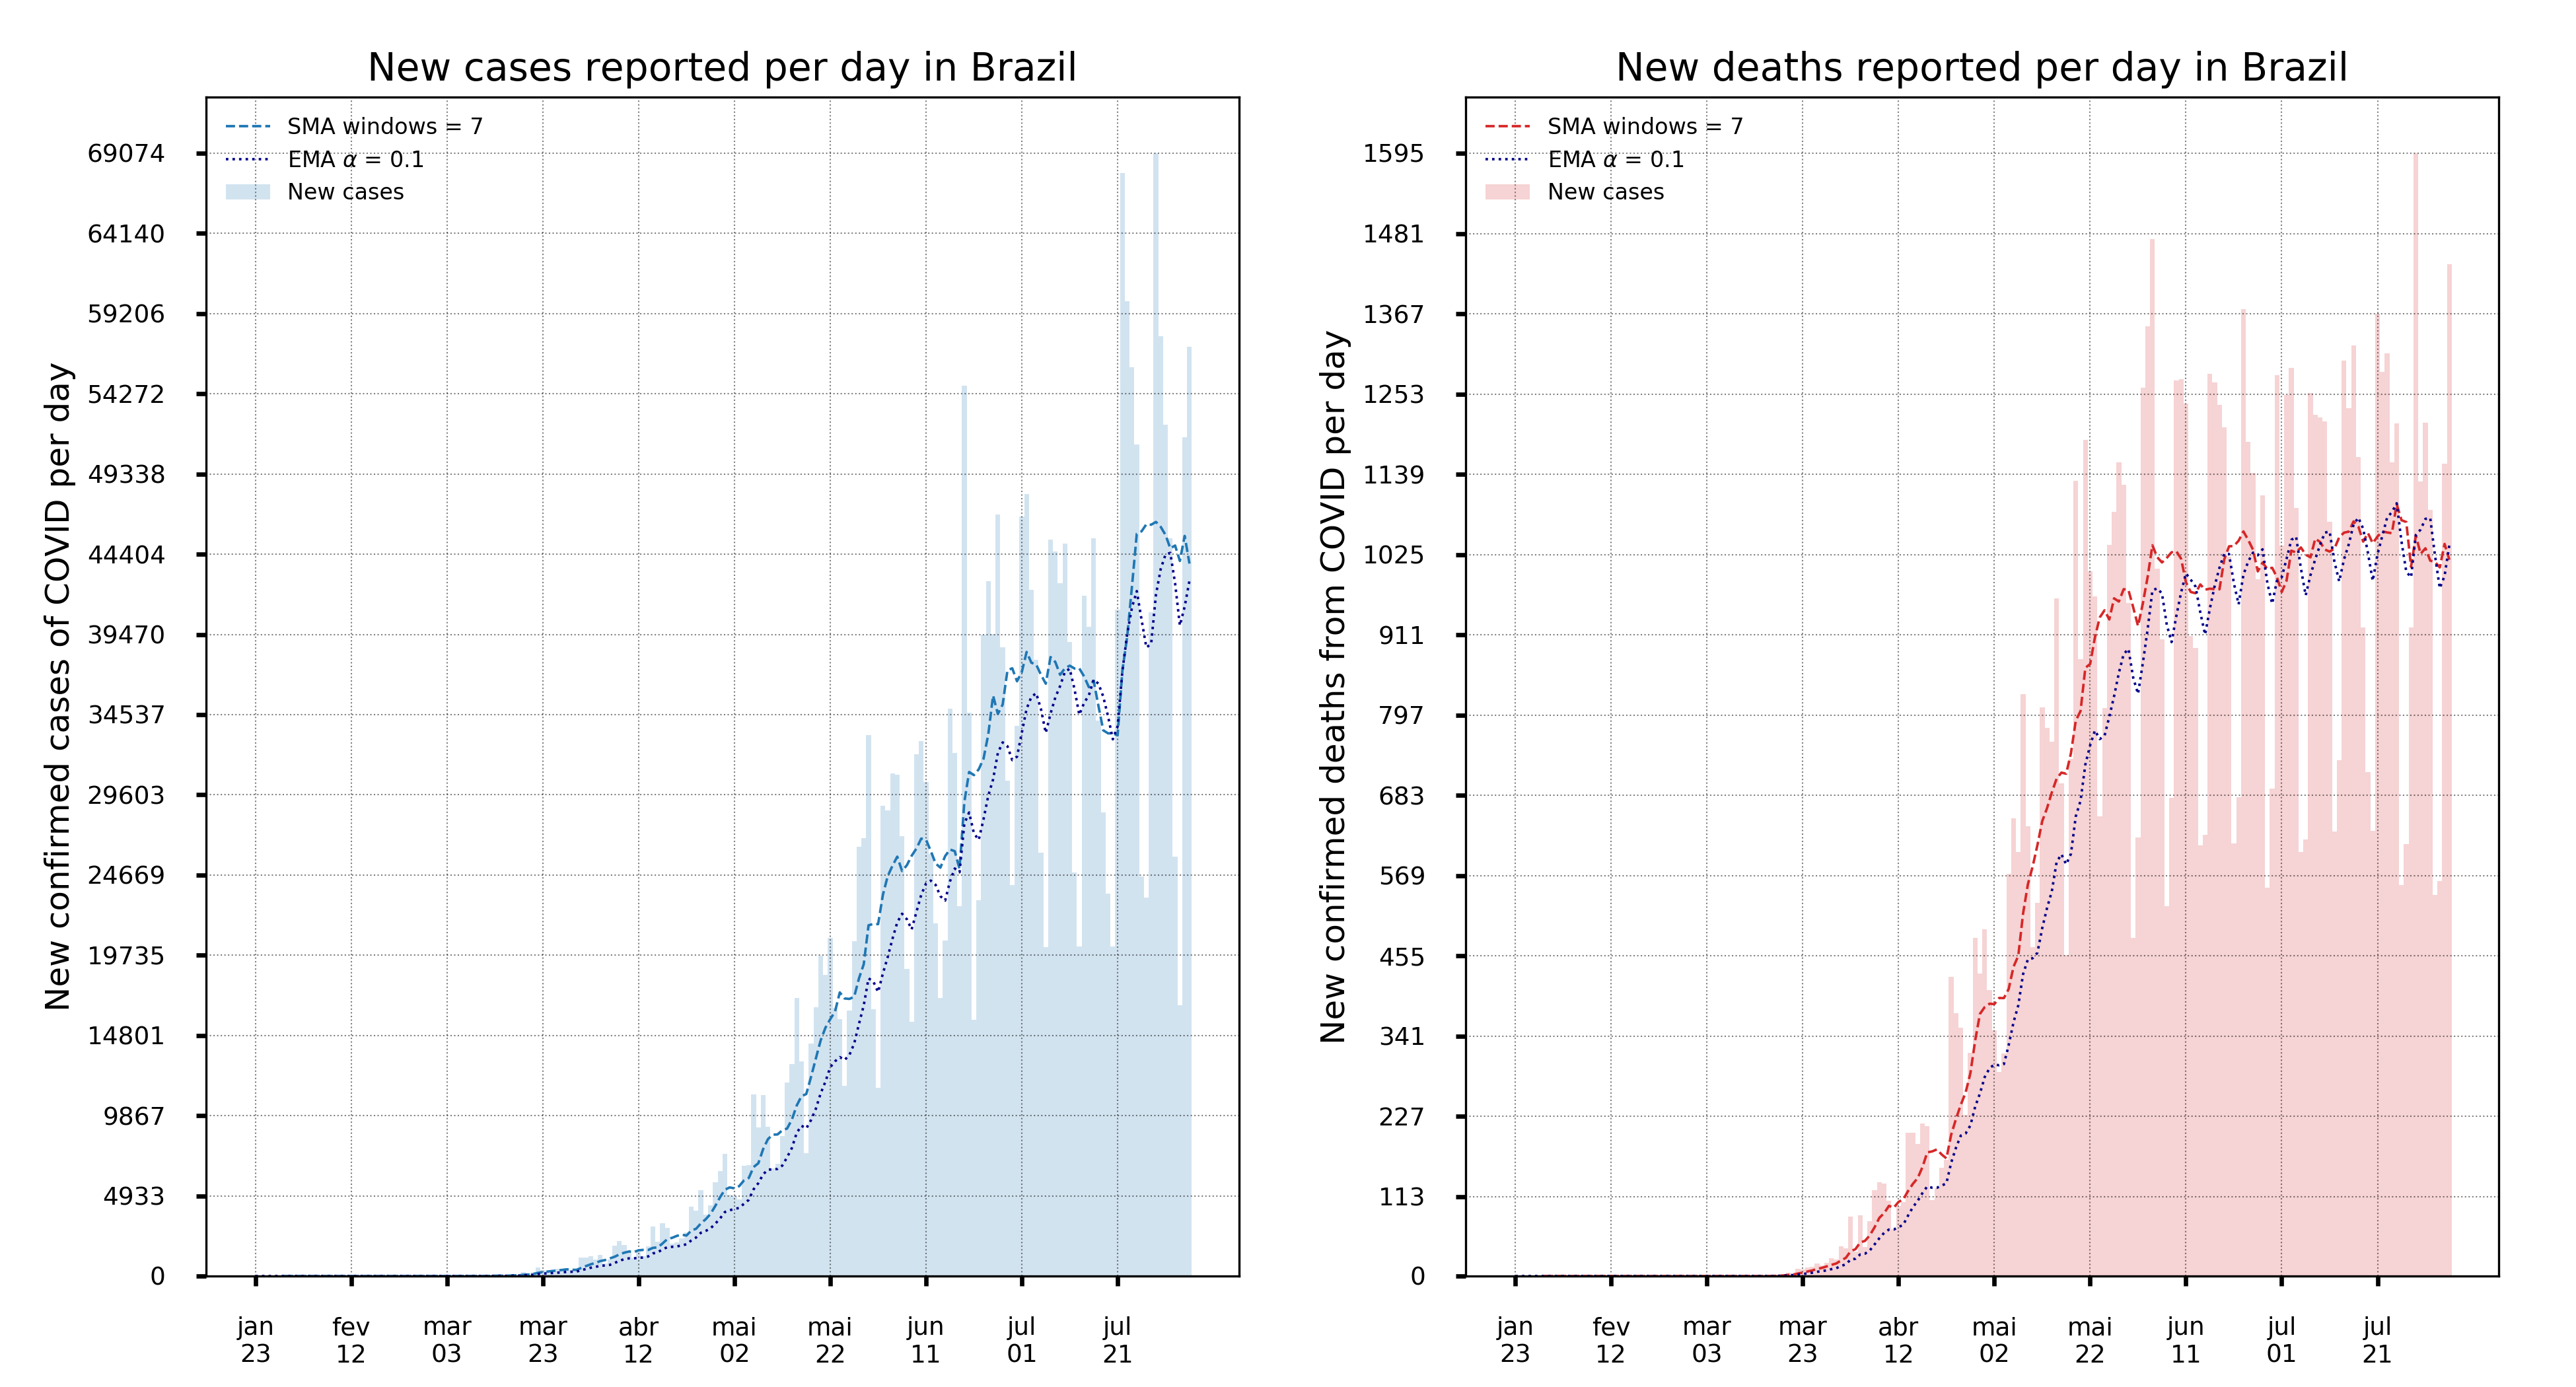 New cases reported per day in Brazil
SMA windows = 7
EMA α = 0.1
New cases
New confirmed cases of COVID per day
69074
64140
59206
54272
49338
44404
39470
34537
29603
24669
19735
14801
9867
4933
0
jan 23
fev 12
mar 03
mar 23
abr 12
mai 02
mai 22
jun 11
jul 01
jul 21
New deaths reported per day in Brazil
SMA windows = 7
EMA α = 0.1
New cases
New confirmed deaths from COVID per day
1595
1481
1367
1253
1139
1025
911
797
683
569
455
341
227
113
0
jan 23
fev 12
mar 03
mar 23
abr 12
mai 02
mai 22
jun 11
jul 01
jul 21